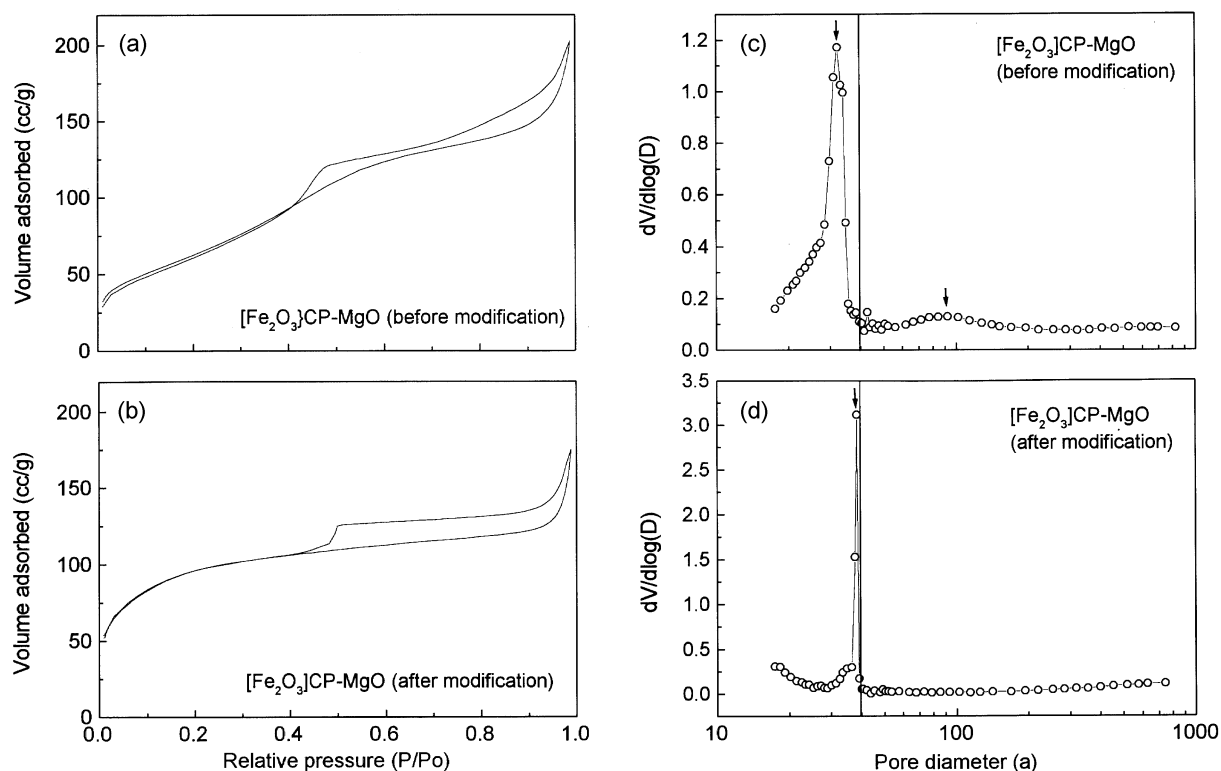 (a)
Volume adsorbed (cc/g)
200
150
100
50
0
[Fe₂O₃}CP-MgO (before modification)
(b)
Volume adsorbed (cc/g)
200
150
100
50
0
[Fe₂O₃]CP-MgO (after modification)
0.0 0.2 0.4 0.6 0.8 1.0
Relative pressure (P/Po)
(c)
[Fe₂O₃]CP-MgO
(before modification)
dV/dlog(D)
1.2
1.0
0.8
0.6
0.4
0.2
0.0
(d)
[Fe₂O₃]CP-MgO
(after modification)
dV/dlog(D)
3.5
3.0
2.5
2.0
1.5
1.0
0.5
0.0
10 100 1000
Pore diameter (a)